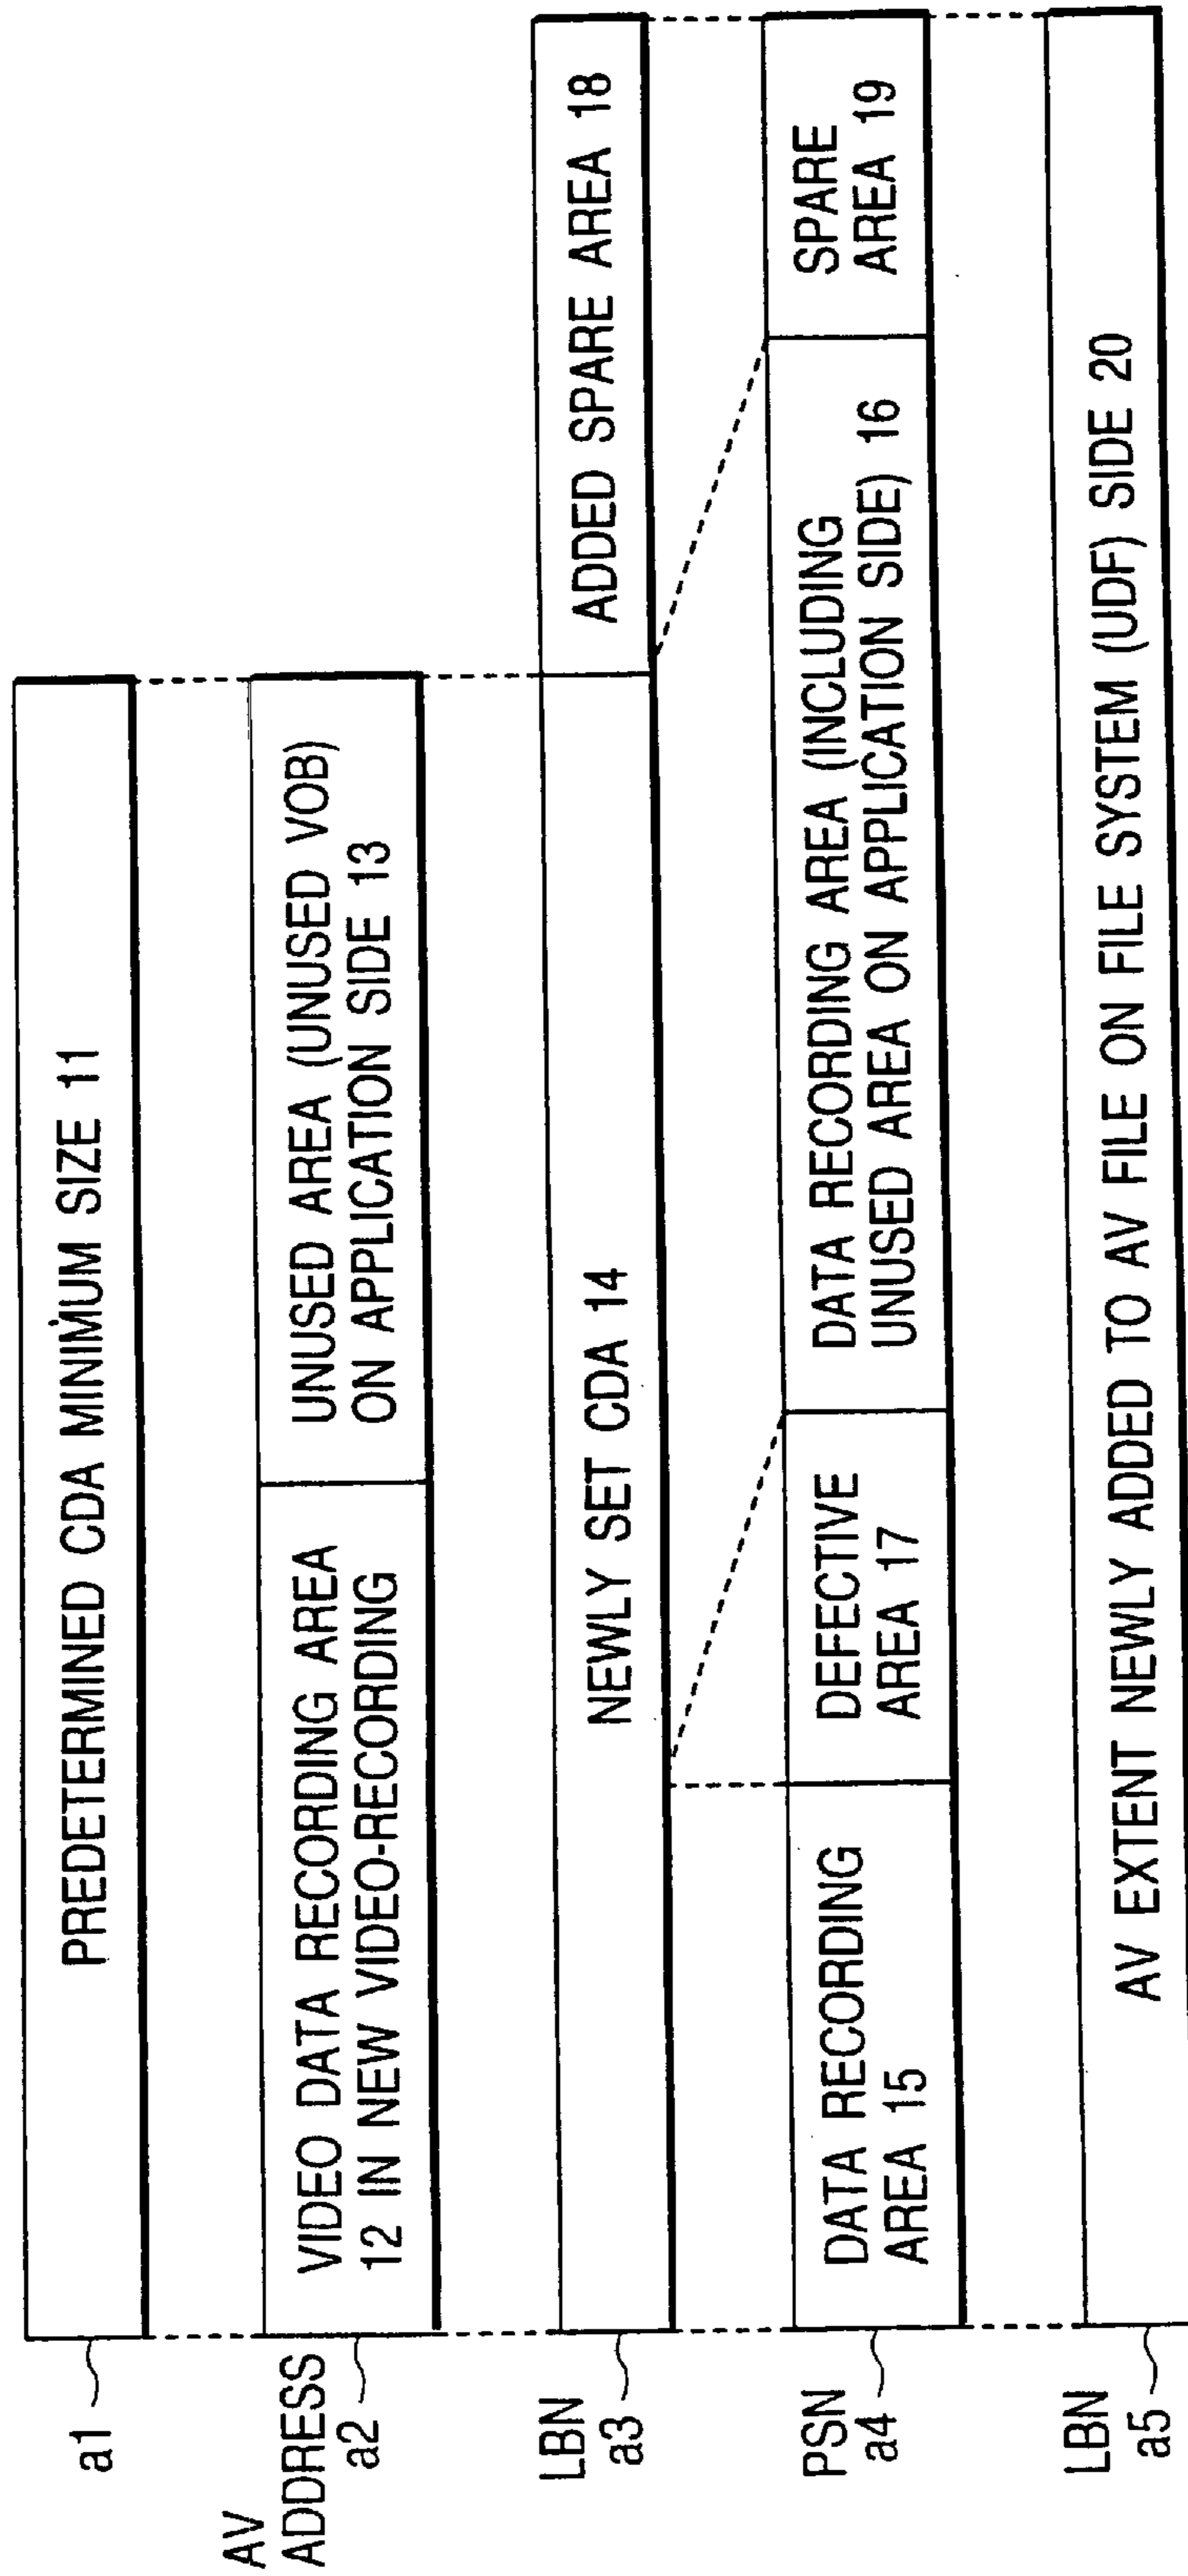 a1
PREDETERMINED CDA MINIMUM SIZE 11
AV
ADDRESS
a2
VIDEO DATA RECORDING AREA
12 IN NEW VIDEO-RECORDING
UNUSED AREA (UNUSED VOB)
ON APPLICATION SIDE 13
LBN
a3
NEWLY SET CDA 14
ADDED SPARE AREA 18
PSN
a4
DATA RECORDING
AREA 15
DEFECTIVE
AREA 17
DATA RECORDING AREA (INCLUDING
UNUSED AREA ON APPLICATION SIDE) 16
SPARE
AREA 19
LBN
a5
AV EXTENT NEWLY ADDED TO AV FILE ON FILE SYSTEM (UDF) SIDE 20